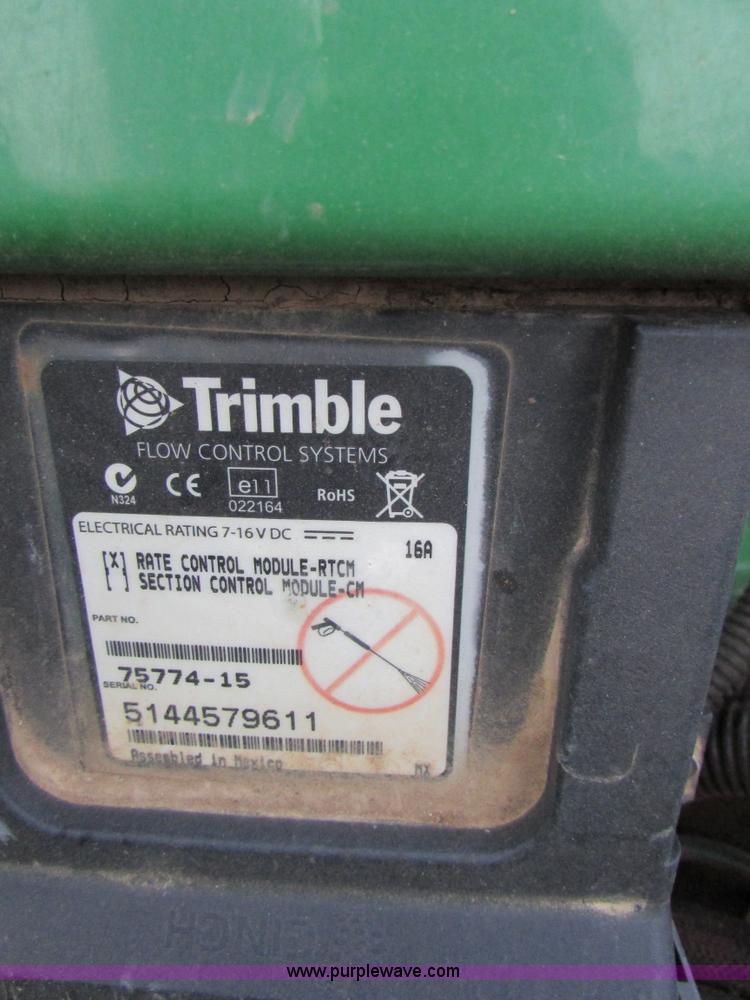 Trimble
FLOW CONTROL SYSTEMS
N324
CE
e11
022164
RoHS
ELECTRICAL RATING 7-16 V DC
16A
[X] RATE CONTROL MODULE-RTCM
[ ] SECTION CONTROL MODULE-CM
PART NO.
75774-15
SERIAL NO.
5144579611
Assembled in Mexico
MX
www.purplewave.com